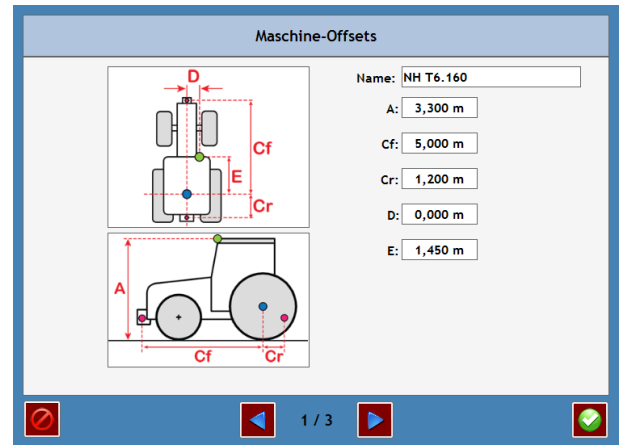 Maschine-Offsets
D
Cf
E
Cr
A
Cf
Cr
Name: NH T6.160
A: 3,300 m
Cf: 5,000 m
Cr: 1,200 m
D: 0,000 m
E: 1,450 m
1 / 3